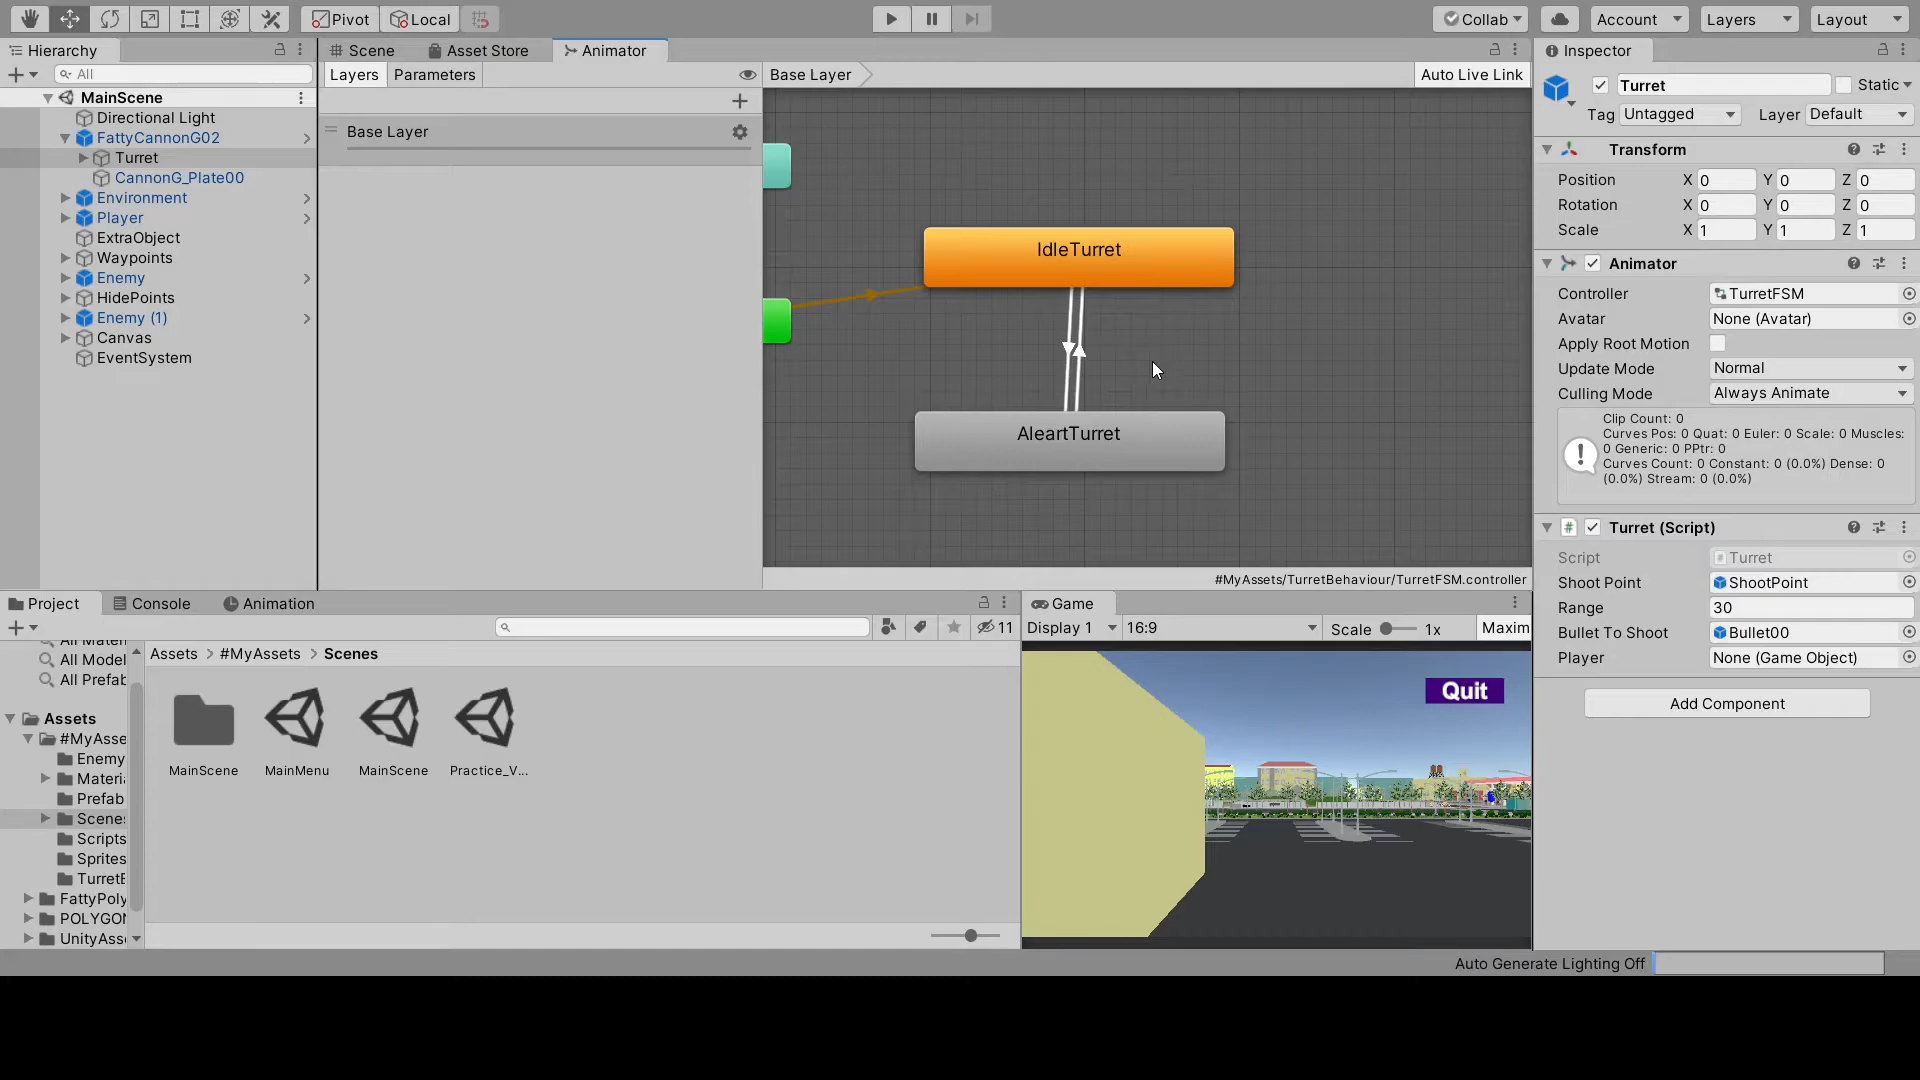 Pivot
Local
Collab
Account
Layers
Layout
Hierarchy
Scene
Asset Store
Animator
Inspector
All
Layers
Parameters
Base Layer
Auto Live Link
MainScene
Directional Light
FattyCannonG02
Turret
CannonG_Plate00
Environment
Player
ExtraObject
Waypoints
Enemy
HidePoints
Enemy (1)
Canvas
EventSystem
Base Layer
IdleTurret
AleartTurret
#MyAssets/TurretBehaviour/TurretFSM.controller
Turret
Static
Tag Untagged
Layer Default
Transform
Position X 0 Y 0 Z 0
Rotation X 0 Y 0 Z 0
Scale X 1 Y 1 Z 1
Animator
Controller TurretFSM
Avatar None (Avatar)
Apply Root Motion
Update Mode Normal
Culling Mode Always Animate
Clip Count: 0
Curves Pos: 0 Quat: 0 Euler: 0 Scale: 0 Muscles:
0 Generic: 0 PPtr: 0
Curves Count: 0 Constant: 0 (0.0%) Dense: 0
(0.0%) Stream: 0 (0.0%)
Turret (Script)
Script Turret
Shoot Point ShootPoint
Range 30
Bullet To Shoot Bullet00
Player None (Game Object)
Add Component
Project
Console
Animation
11
All Model
All Prefab
Assets
#MyAsse
Enemy
Materia
Prefab
Scenes
Scripts
Sprites
TurretB
FattyPoly
POLYGON
UnityAsse
Assets > #MyAssets > Scenes
MainScene
MainMenu
MainScene
Practice_V...
Game
Display 1
16:9
Scale 1x
Maxim
Quit
Auto Generate Lighting Off